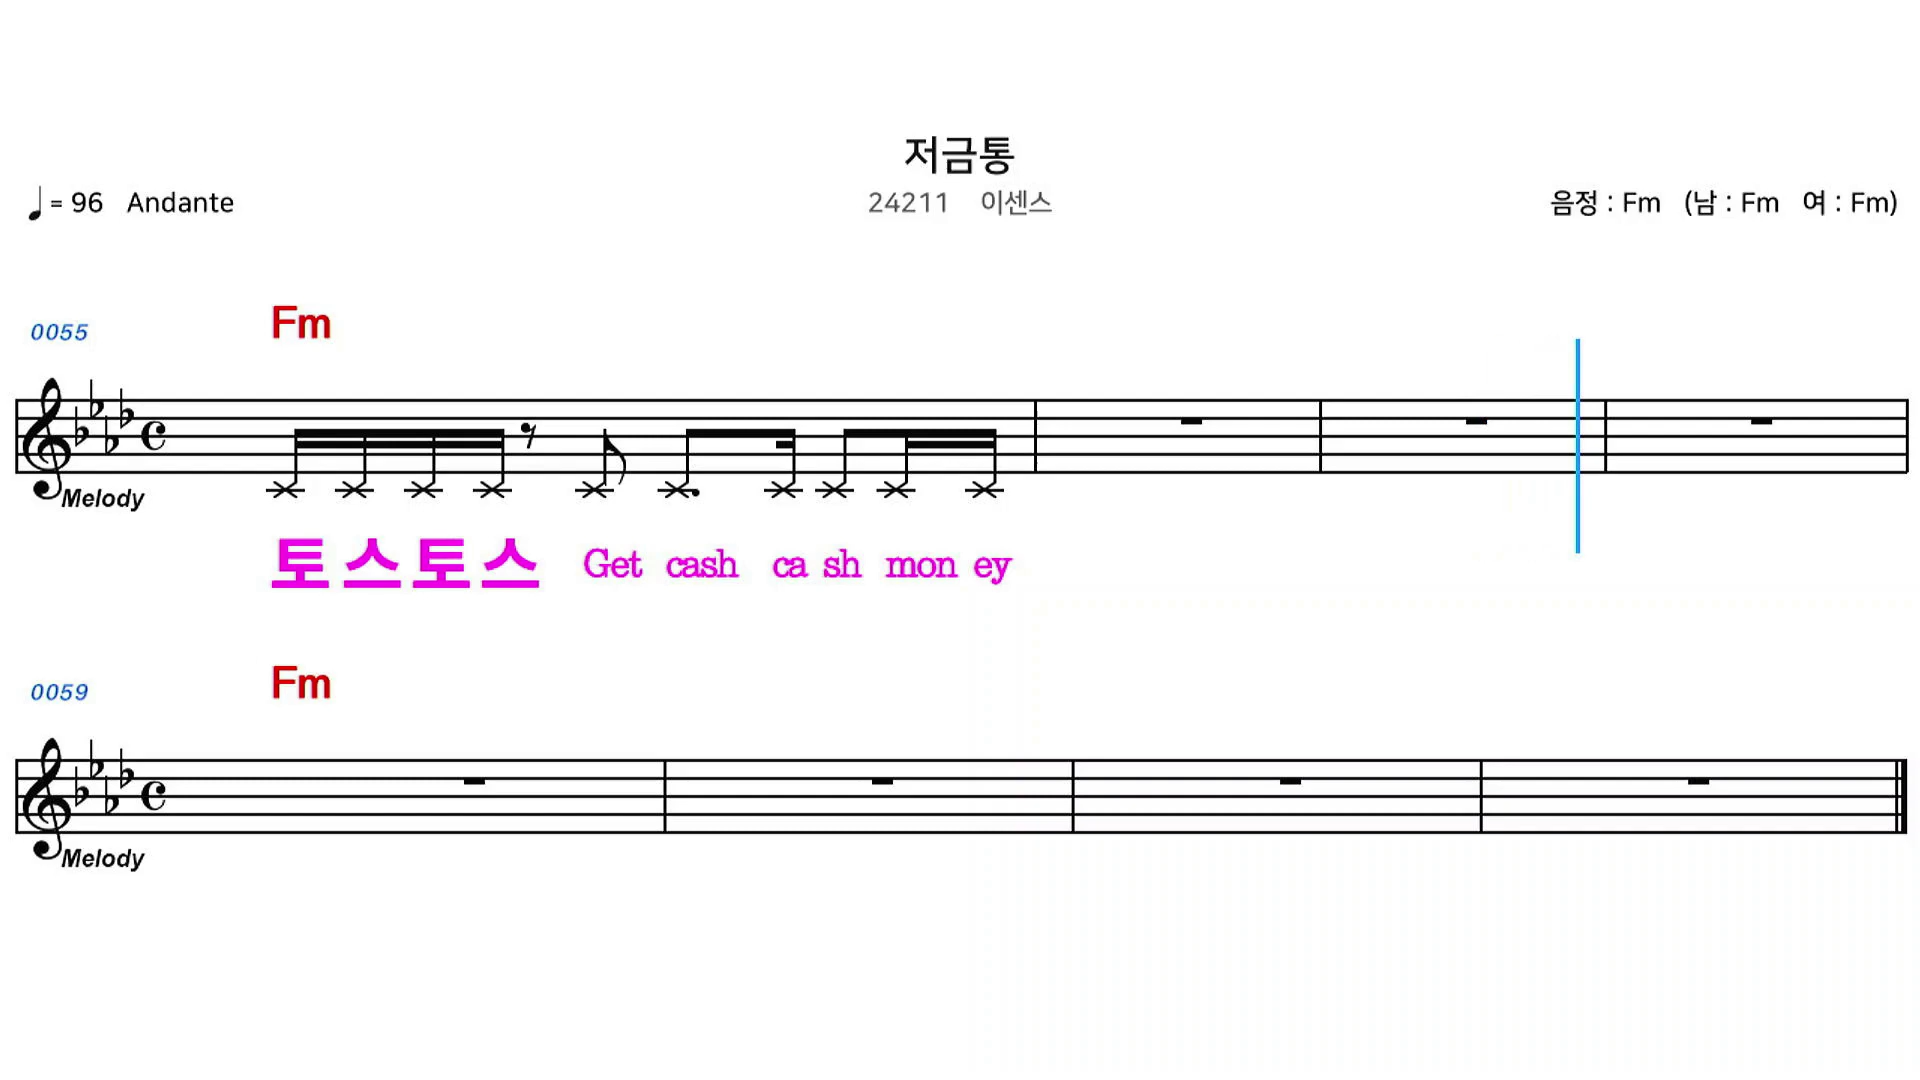 저금통
♩ = 96 Andante
24211 이센스
음정 : Fm (남 : Fm 여 : Fm)
Fm
0055
Melody
토 스 토 스 Get cash ca sh mon ey
Fm
0059
Melody